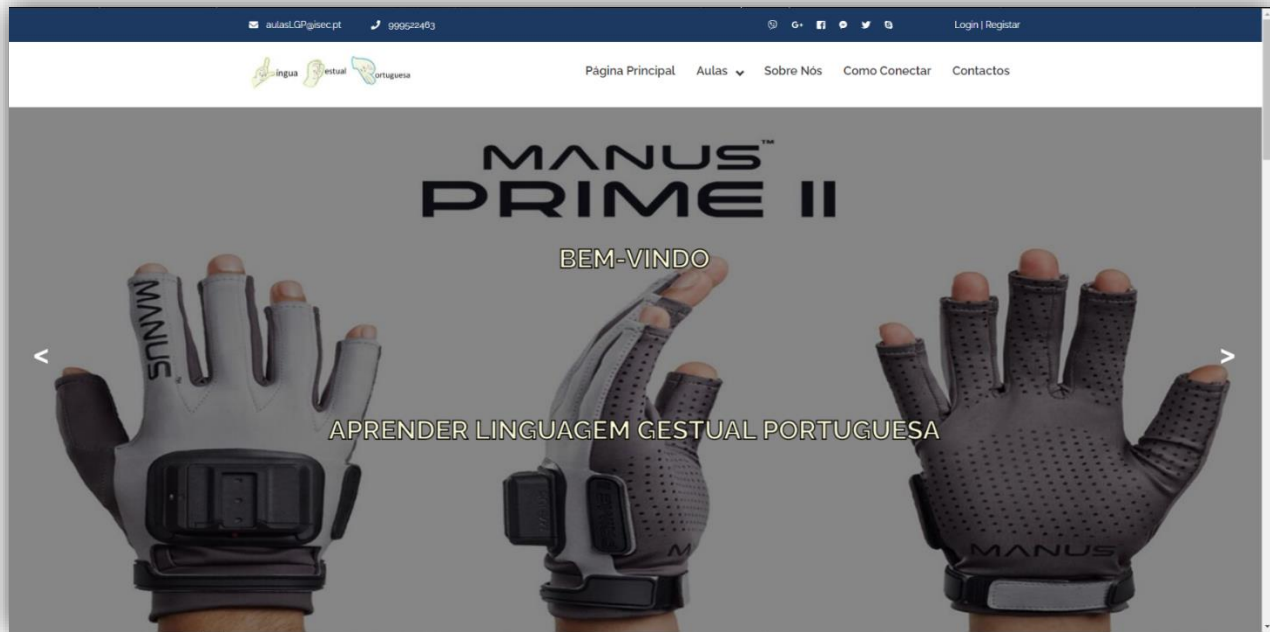 aulasLGP@isec.pt 999522463 Login | Registar
Língua Gestual Portuguesa Página Principal Aulas Sobre Nós Como Conectar Contactos
MANUS™
PRIME II
BEM-VINDO
MANUS™
< >
APRENDER LINGUAGEM GESTUAL PORTUGUESA
MANUS